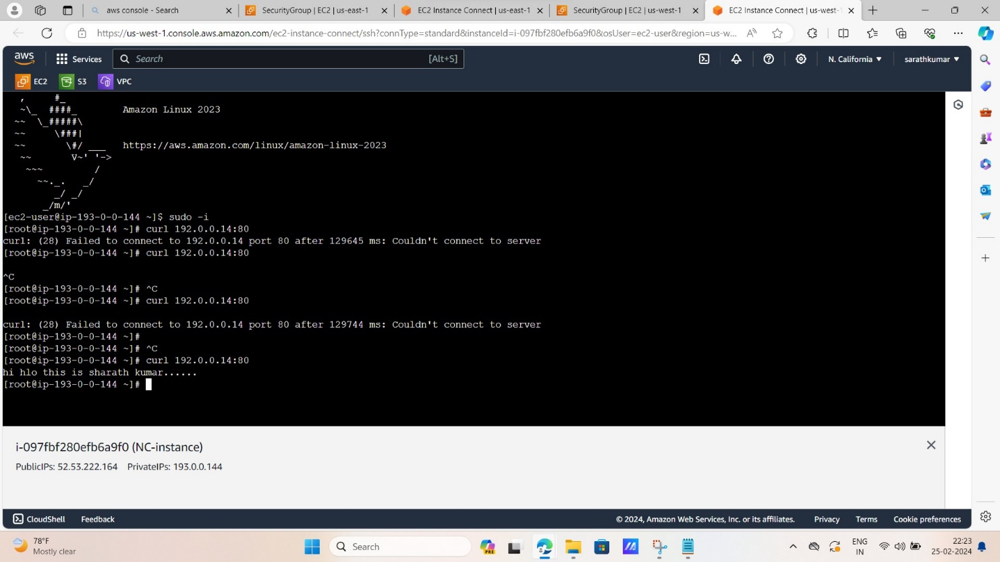 aws console - Search
SecurityGroup | EC2 | us-east-1
EC2 Instance Connect | us-east-1
SecurityGroup | EC2 | us-west-1
EC2 Instance Connect | us-west-1
https://us-west-1.console.aws.amazon.com/ec2-instance-connect/ssh?connType=standard&instanceId=i-097fbf280efb6a9f0&osUser=ec2-user&region=us-w...
aws
Services
Search
[Alt+S]
N. California
sarathkumar
EC2
S3
VPC
   ,     #_
   ~\_  ####_        Amazon Linux 2023
  ~~  \_#####\
  ~~     \###|
  ~~       \#/ ___   https://aws.amazon.com/linux/amazon-linux-2023
   ~~       V~' '->
    ~~~         /
      ~~._.   _/
         _/ _/
       _/m/'
[ec2-user@ip-193-0-0-144 ~]$ sudo -i
[root@ip-193-0-0-144 ~]# curl 192.0.0.14:80
curl: (28) Failed to connect to 192.0.0.14 port 80 after 129645 ms: Couldn't connect to server
[root@ip-193-0-0-144 ~]# curl 192.0.0.14:80
^C
[root@ip-193-0-0-144 ~]# ^C
[root@ip-193-0-0-144 ~]# curl 192.0.0.14:80
curl: (28) Failed to connect to 192.0.0.14 port 80 after 129744 ms: Couldn't connect to server
[root@ip-193-0-0-144 ~]#
[root@ip-193-0-0-144 ~]# ^C
[root@ip-193-0-0-144 ~]# curl 192.0.0.14:80
hi hlo this is sharath kumar......
[root@ip-193-0-0-144 ~]#
i-097fbf280efb6a9f0 (NC-instance)
PublicIPs: 52.53.222.164 PrivateIPs: 193.0.0.144
CloudShell
Feedback
© 2024, Amazon Web Services, Inc. or its affiliates.
Privacy
Terms
Cookie preferences
78°F
Mostly clear
Search
PRE
ENG
IN
22:23
25-02-2024